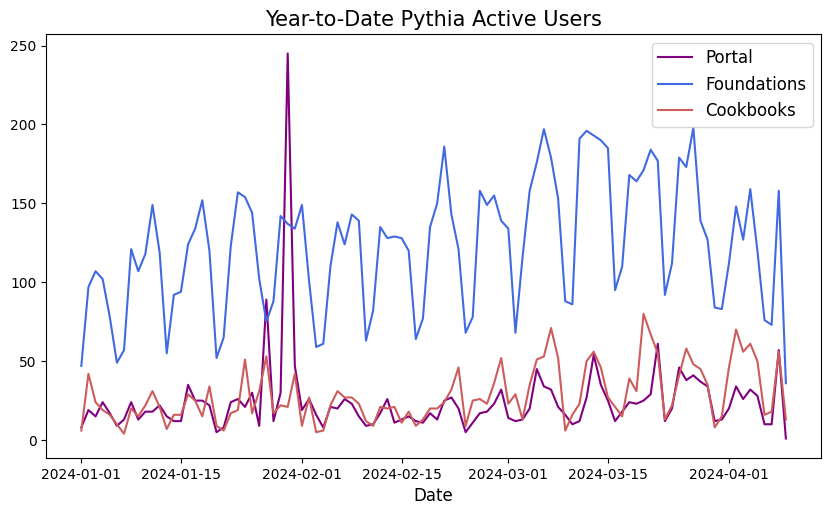 Year-to-Date Pythia Active Users
Portal
Foundations
Cookbooks
250
200
150
100
50
0
2024-01-01 2024-01-15 2024-02-01 2024-02-15 2024-03-01 2024-03-15 2024-04-01
Date